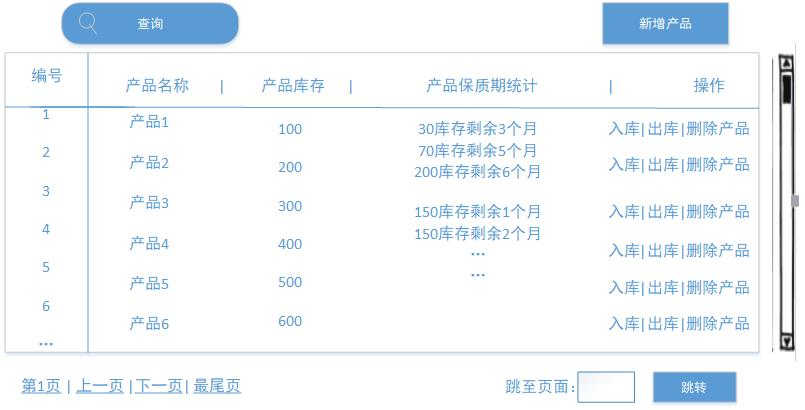 查询
新增产品
编号 产品名称 | 产品库存 | 产品保质期统计 | 操作
1 产品1 100 30库存剩余3个月 入库|出库|删除产品
70库存剩余5个月
2 产品2 200 200库存剩余6个月 入库|出库|删除产品
3 产品3 300 150库存剩余1个月 入库|出库|删除产品
150库存剩余2个月
4 产品4 400 ... 入库|出库|删除产品
...
5 产品5 500 入库|出库|删除产品
6 产品6 600 入库|出库|删除产品
...
第1页 | 上一页 |下一页| 最尾页 跳至页面: 跳转